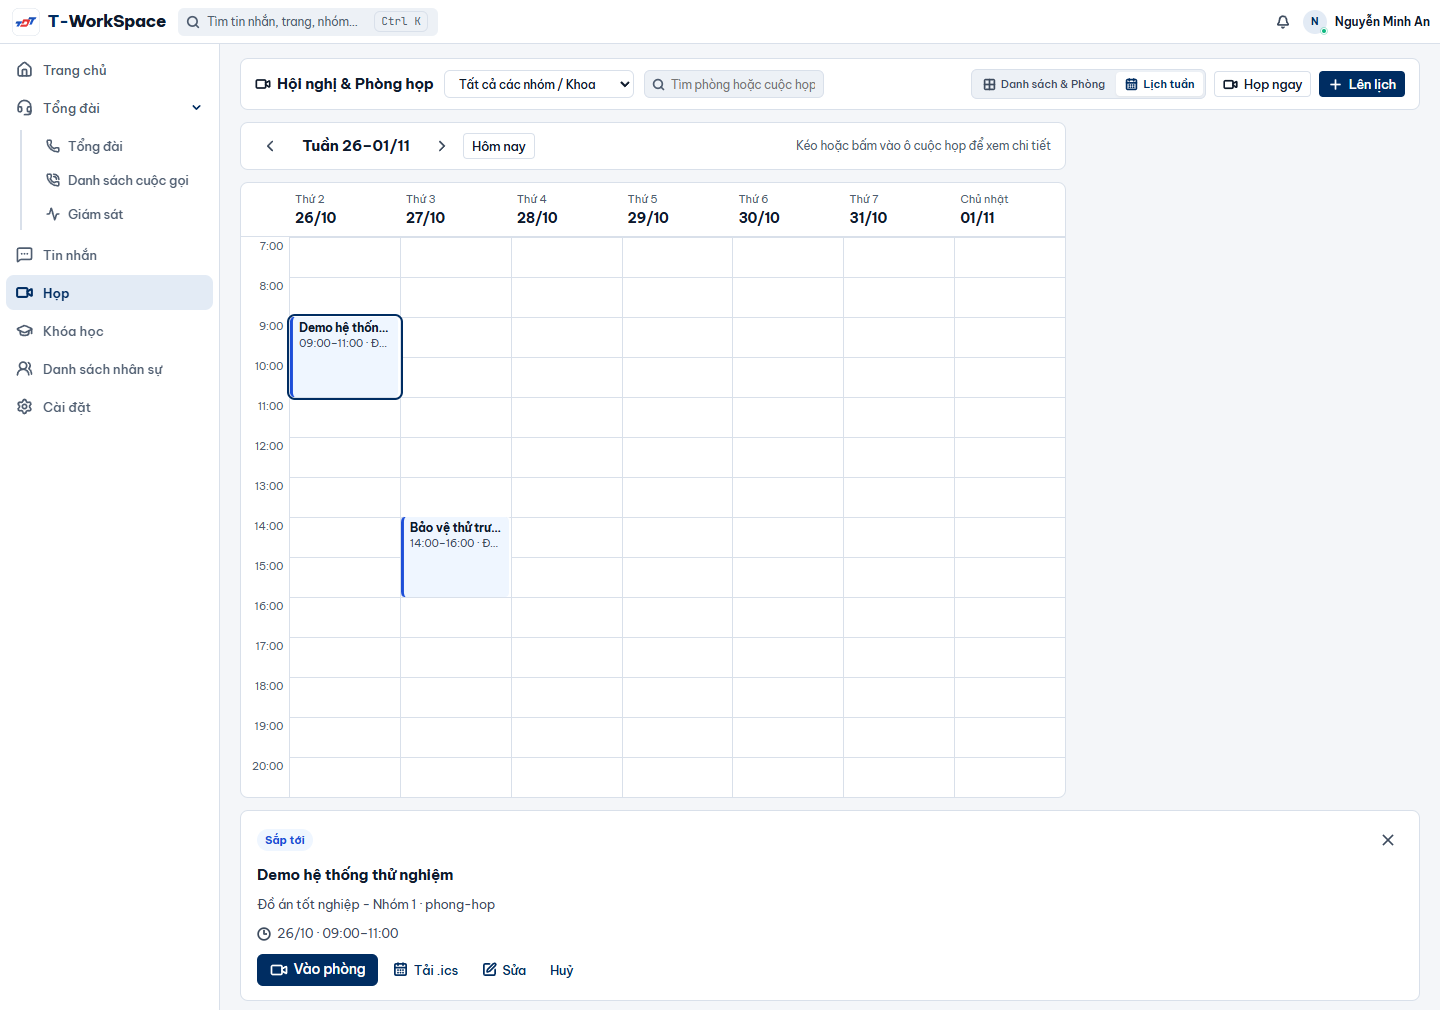 TDT T-WorkSpace
Tìm tin nhắn, trang, nhóm... Ctrl K
N Nguyễn Minh An
Trang chủ
Tổng đài
Tổng đài
Danh sách cuộc gọi
Giám sát
Tin nhắn
Họp
Khóa học
Danh sách nhân sự
Cài đặt
Hội nghị & Phòng họp
Tất cả các nhóm / Khoa
Tìm phòng hoặc cuộc họp
Danh sách & Phòng
Lịch tuần
Họp ngay
Lên lịch
Tuần 26–01/11
Hôm nay
Kéo hoặc bấm vào ô cuộc họp để xem chi tiết
Thứ 2 Thứ 3 Thứ 4 Thứ 5 Thứ 6 Thứ 7 Chủ nhật
26/10 27/10 28/10 29/10 30/10 31/10 01/11
7:00
8:00
9:00
Demo hệ thốn...
09:00–11:00 · Đ...
10:00
11:00
12:00
13:00
14:00
Bảo vệ thử trư...
14:00–16:00 · Đ...
15:00
16:00
17:00
18:00
19:00
20:00
Sắp tới
Demo hệ thống thử nghiệm
Đồ án tốt nghiệp - Nhóm 1 · phong-hop
26/10 · 09:00–11:00
Vào phòng
Tải .ics
Sửa
Huỷ